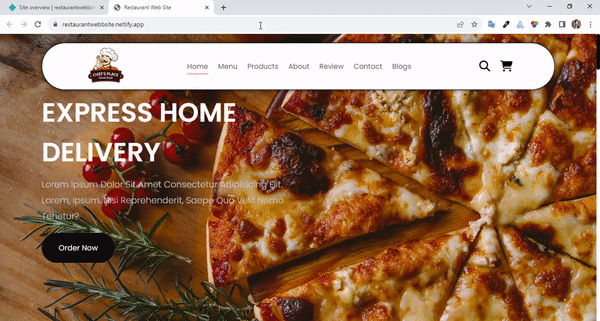 Site overview | restaurantwebbsite
Restaurant Web Site
restaurantwebbsite.netlify.app
CHEF'S PLACE
Home Menu Products About Review Contact Blogs
EXPRESS HOME
DELIVERY
Lorem Ipsum Dolor Sit Amet Consectetur Adipisicing Elit.
Lorem, Ipsum. Nisi Reprehenderit, Saepe Quo Velit Nemo
Tenetur?
Order Now